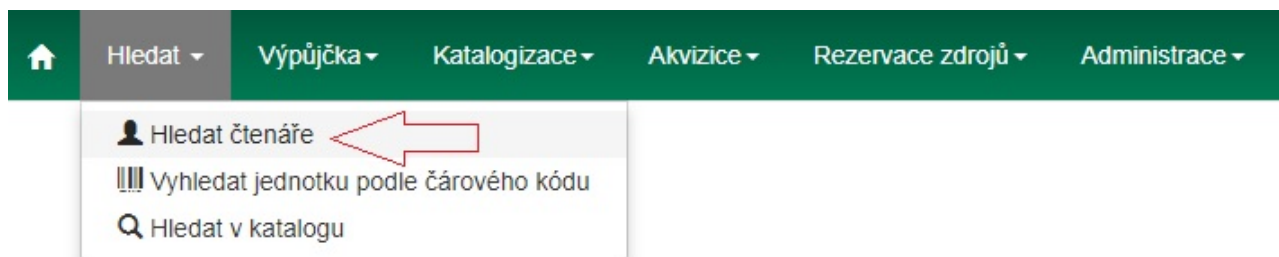 Hledat Výpůjčka Katalogizace Akvizice Rezervace zdrojů Administrace
Hledat čtenáře
Vyhledat jednotku podle čárového kódu
Hledat v katalogu